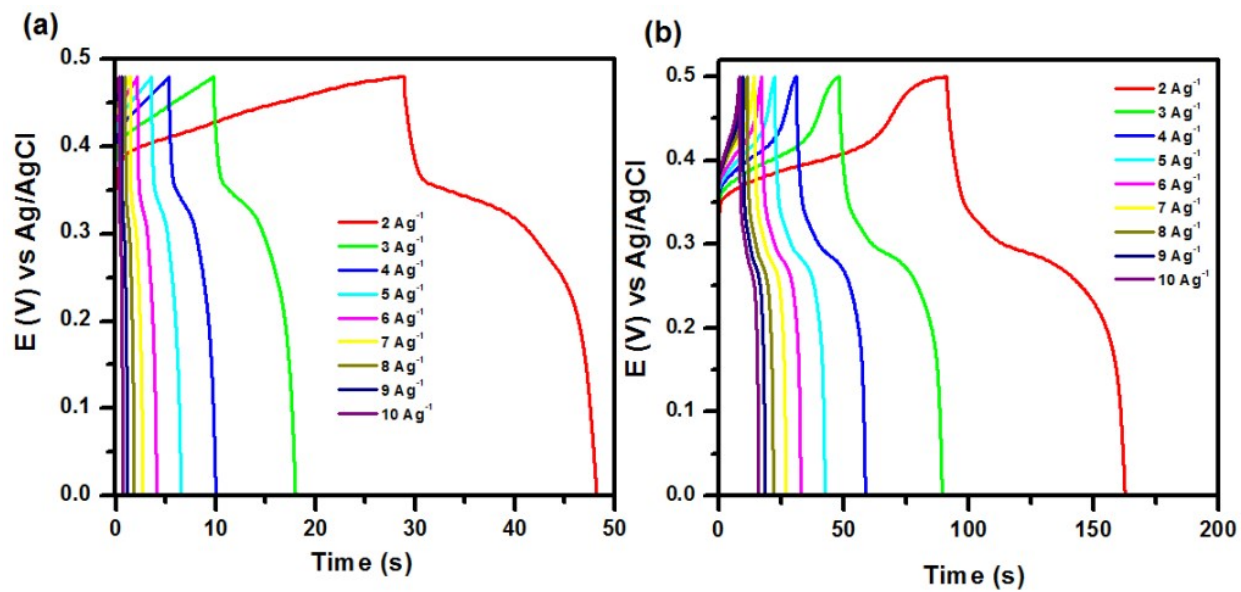 (a)
0.5
0.4
0.3
0.2
0.1
0.0
E (V) vs Ag/AgCl
2 Ag⁻¹
3 Ag⁻¹
4 Ag⁻¹
5 Ag⁻¹
6 Ag⁻¹
7 Ag⁻¹
8 Ag⁻¹
9 Ag⁻¹
10 Ag⁻¹
0 10 20 30 40 50
Time (s)
(b)
0.5
0.4
0.3
0.2
0.1
0.0
E (V) vs Ag/AgCl
2 Ag⁻¹
3 Ag⁻¹
4 Ag⁻¹
5 Ag⁻¹
6 Ag⁻¹
7 Ag⁻¹
8 Ag⁻¹
9 Ag⁻¹
10 Ag⁻¹
0 50 100 150 200
Time (s)